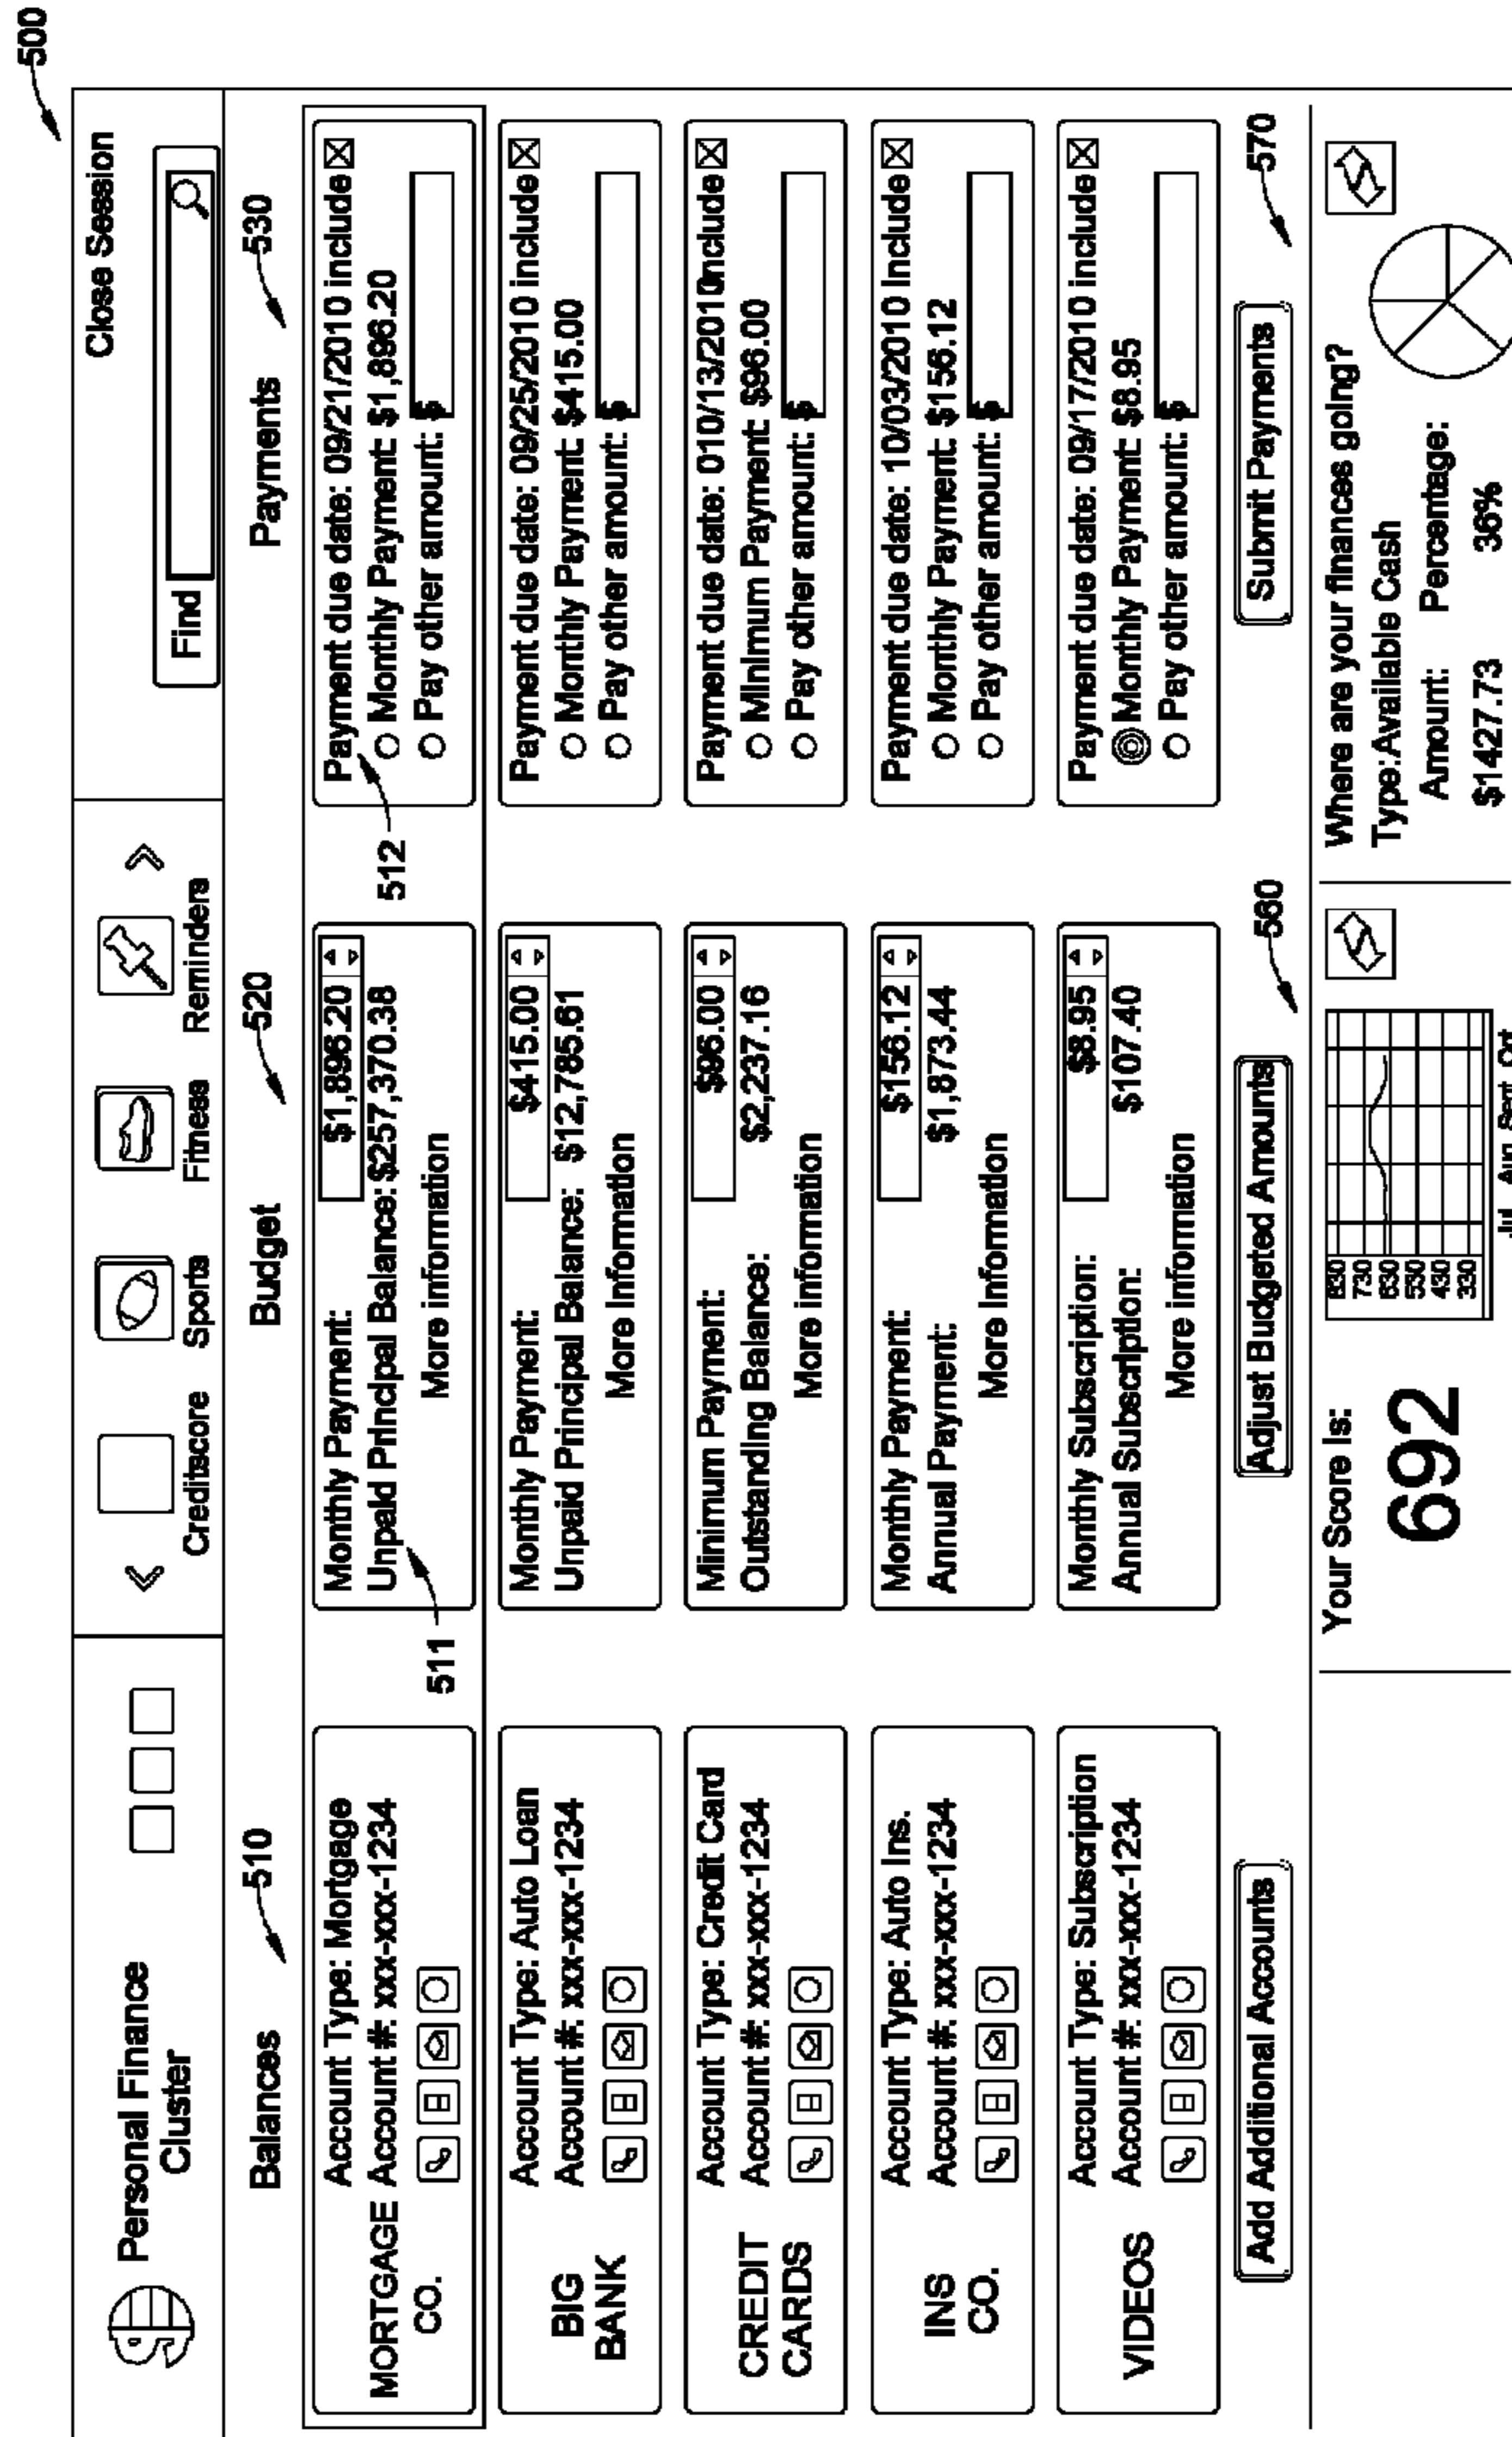 500
Personal Finance
Cluster
Creditscore
Sports
Fitness
Reminders
Close Session
Find
Balances
510
Budget
520
Payments
530
MORTGAGE
CO.
Account Type: Mortgage
Account #: xxx-xxx-1234
Monthly Payment: $1,896.20
Unpaid Principal Balance: $257,370.38
More information
511
Payment due date: 09/21/2010 include
Monthly Payment: $1,896.20
Pay other amount: $
512
BIG
BANK
Account Type: Auto Loan
Account #: xxx-xxx-1234
Monthly Payment: $415.00
Unpaid Principal Balance: $12,785.61
More Information
Payment due date: 09/25/2010 include
Monthly Payment: $415.00
Pay other amount: $
CREDIT
CARDS
Account Type: Credit Card
Account #: xxx-xxx-1234
Minimum Payment: $96.00
Outstanding Balance: $2,237.16
More information
Payment due date: 010/13/2010include
Minimum Payment: $96.00
Pay other amount: $
INS
CO.
Account Type: Auto Ins.
Account #: xxx-xxx-1234
Monthly Payment: $156.12
Annual Payment: $1,873.44
More Information
Payment due date: 10/03/2010 include
Monthly Payment: $156.12
Pay other amount: $
VIDEOS
Account Type: Subscription
Account #: xxx-xxx-1234
Monthly Subscription: $8.95
Annual Subscription: $107.40
More information
Payment due date: 09/17/2010 include
Monthly Payment: $8.95
Pay other amount: $
Add Additional Accounts
Adjust Budgeted Amounts
560
Submit Payments
570
Your Score Is:
692
830
730
630
530
430
330
Jul Aug Sept Oct
Where are your finances going?
Type:Available Cash
Amount: Percentage:
$1427.73 36%